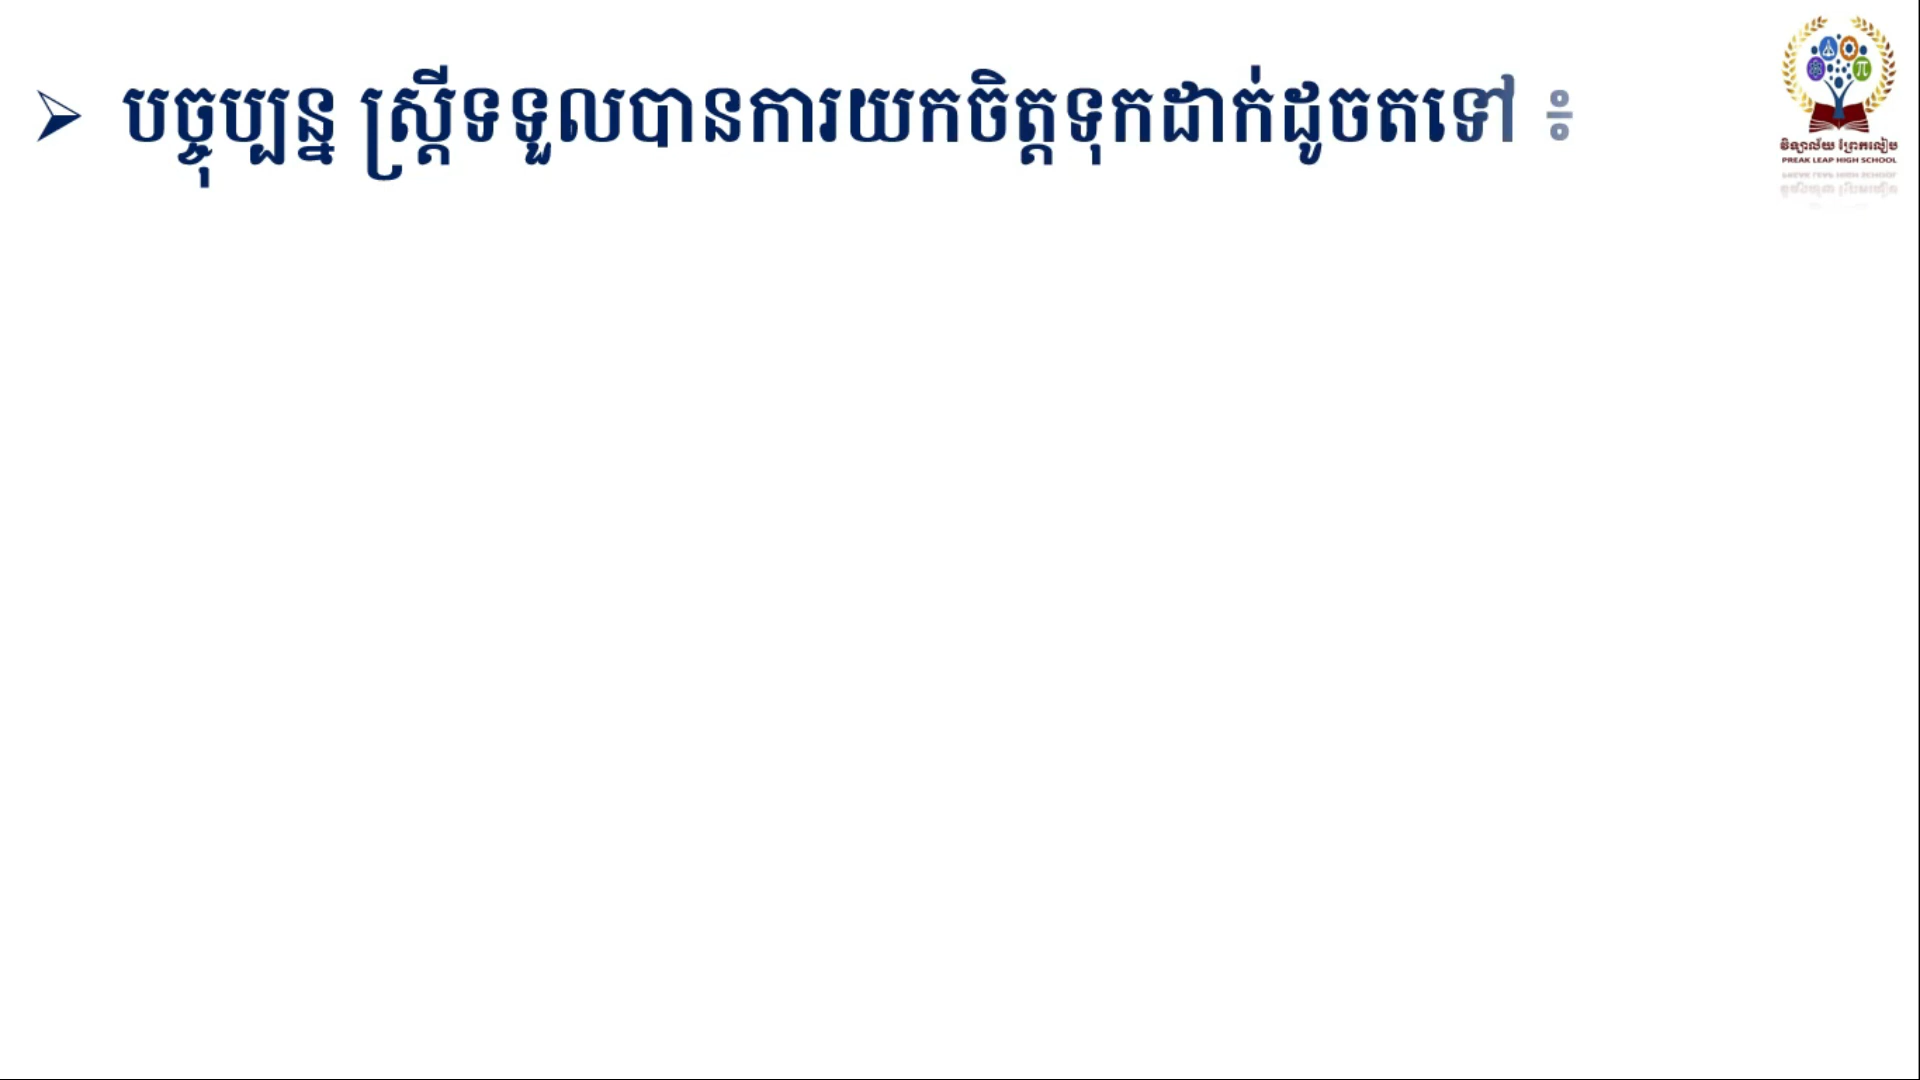 ➢ បច្ចុប្បន្ន ស្ត្រីទទួលបានការយកចិត្តទុកដាក់ដូចតទៅ ៖
វិទ្យាល័យ ព្រែកលៀប
PREAK LEAP HIGH SCHOOL